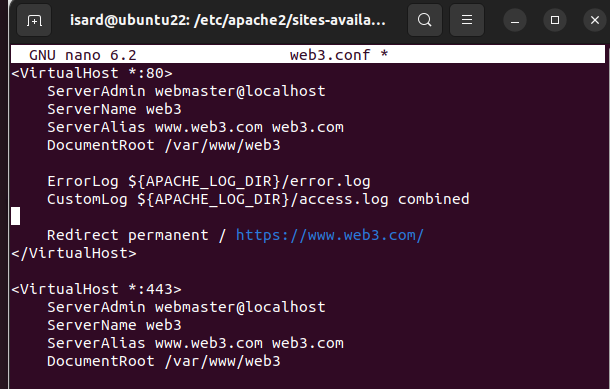 isard@ubuntu22: /etc/apache2/sites-availa...
GNU nano 6.2 web3.conf *
<VirtualHost *:80>
ServerAdmin webmaster@localhost
ServerName web3
ServerAlias www.web3.com web3.com
DocumentRoot /var/www/web3
ErrorLog ${APACHE_LOG_DIR}/error.log
CustomLog ${APACHE_LOG_DIR}/access.log combined
Redirect permanent / https://www.web3.com/
</VirtualHost>
<VirtualHost *:443>
ServerAdmin webmaster@localhost
ServerName web3
ServerAlias www.web3.com web3.com
DocumentRoot /var/www/web3